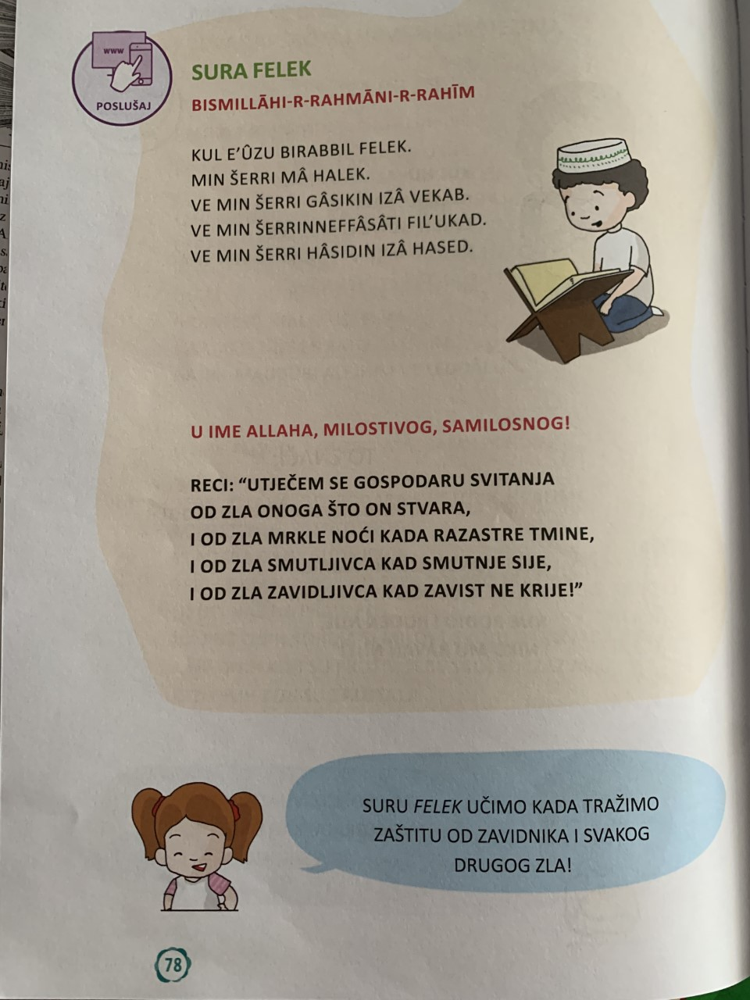 www
POSLUŠAJ
SURA FELEK
BISMILLĀHI-R-RAHMĀNI-R-RAHĪM
KUL E’ÛZU BIRABBIL FELEK.
MIN ŠERRI MÂ HALEK.
VE MIN ŠERRI GÂSIKIN IZÂ VEKAB.
VE MIN ŠERRINNEFFÂSÂTI FIL’UKAD.
VE MIN ŠERRI HÂSIDIN IZÂ HASED.
U IME ALLAHA, MILOSTIVOG, SAMILOSNOG!
RECI: “UTJEČEM SE GOSPODARU SVITANJA
OD ZLA ONOGA ŠTO ON STVARA,
I OD ZLA MRKLE NOĆI KADA RAZASTRE TMINE,
I OD ZLA SMUTLJIVCA KAD SMUTNJE SIJE,
I OD ZLA ZAVIDLJIVCA KAD ZAVIST NE KRIJE!”
SURU FELEK UČIMO KADA TRAŽIMO
ZAŠTITU OD ZAVIDNIKA I SVAKOG
DRUGOG ZLA!
78